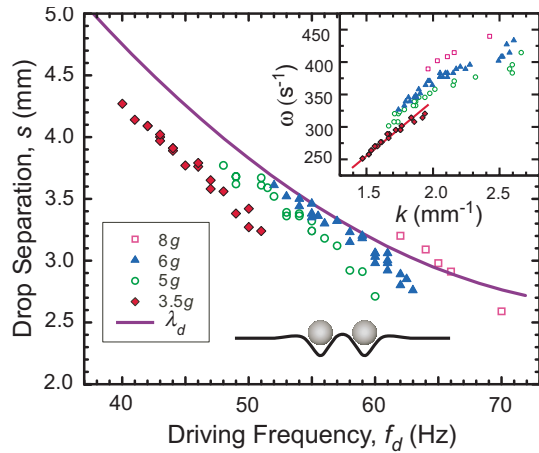 Drop Separation, s (mm)
5.0
4.5
4.0
3.5
3.0
2.5
2.0
40
50
60
70
Driving Frequency, f_d (Hz)
8g
6g
5g
3.5g
λ_d
ω (s⁻¹)
450
400
350
300
250
1.5
2.0
2.5
k (mm⁻¹)